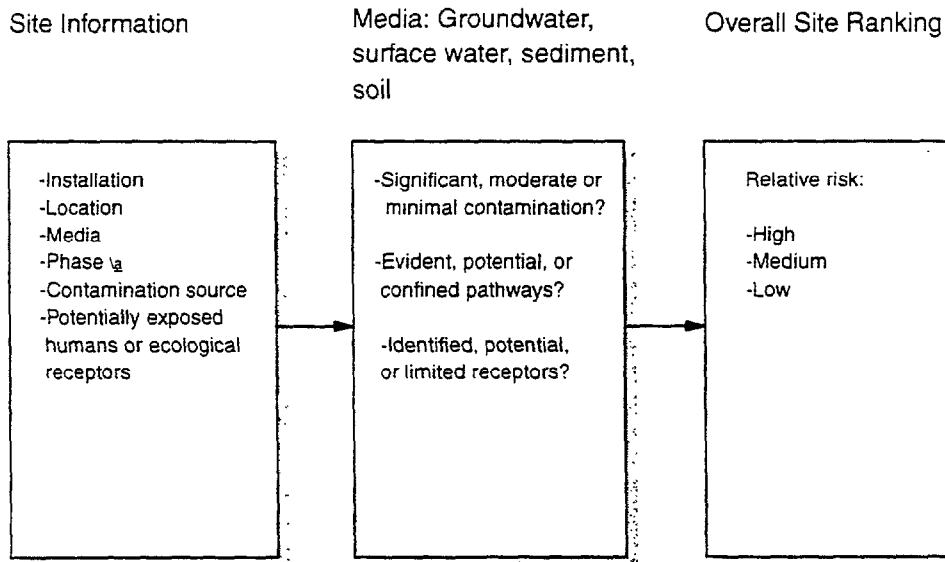 Site Information
Media: Groundwater,
surface water, sediment,
soil
Overall Site Ranking
-Installation
-Location
-Media
-Phase \a
-Contamination source
-Potentially exposed
humans or ecological
receptors
-Significant, moderate or
minimal contamination?
-Evident, potential, or
confined pathways?
-Identified, potential,
or limited receptors?
Relative risk:
-High
-Medium
-Low